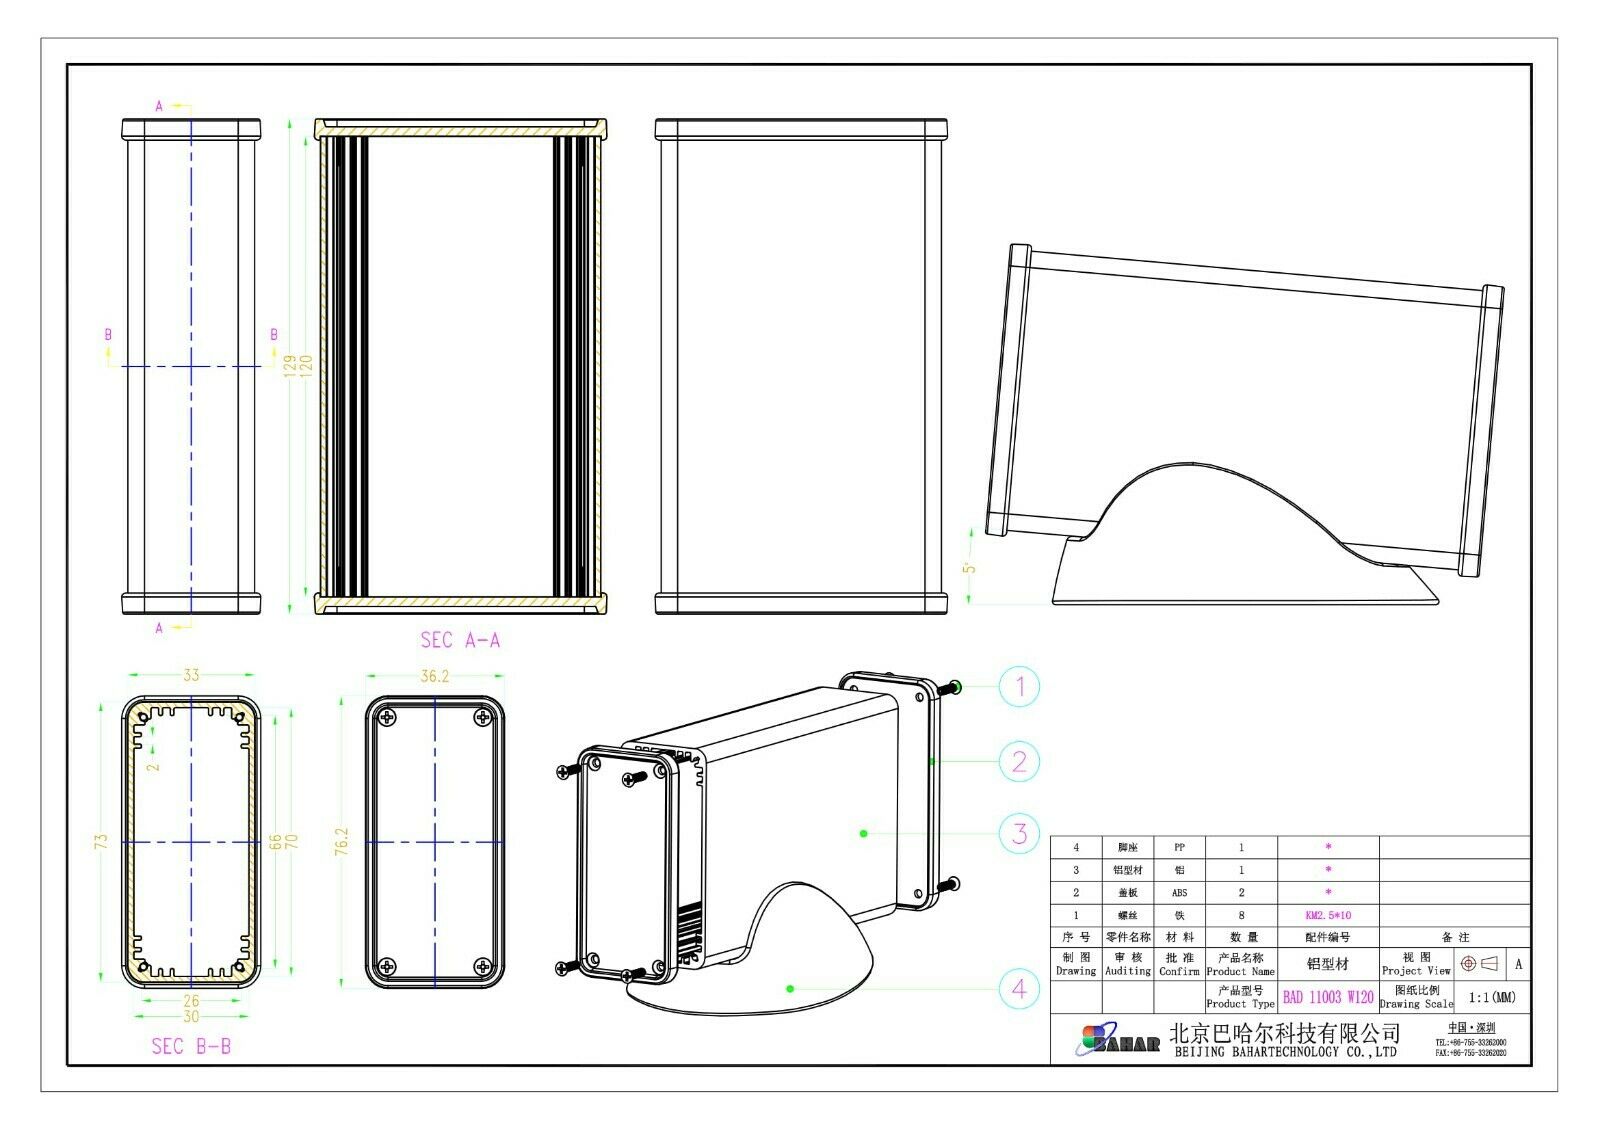 A
A
B
B
129
120
SEC A-A
5°
33
2
73
66
70
26
30
SEC B-B
36.2
76.2
1
2
3
4
4 脚座 PP 1 *
3 铝型材 铝 1 *
2 盖板 ABS 2 *
1 螺丝 铁 8 KM2.5*10
序 号 零件名称 材 料 数 量 配件编号 备 注
制 图 审 核 批 准 产品名称 铝型材 视 图 A
Drawing Auditing Confirm Product Name Project View
产品型号 BAD 11003 W120 图纸比例 1:1(MM)
Product Type Drawing Scale
BAHAR 北京巴哈尔科技有限公司 中国·深圳
BEIJING BAHARTECHNOLOGY CO.,LTD
TEL:+86-755-33262000
FAX:+86-755-33262020